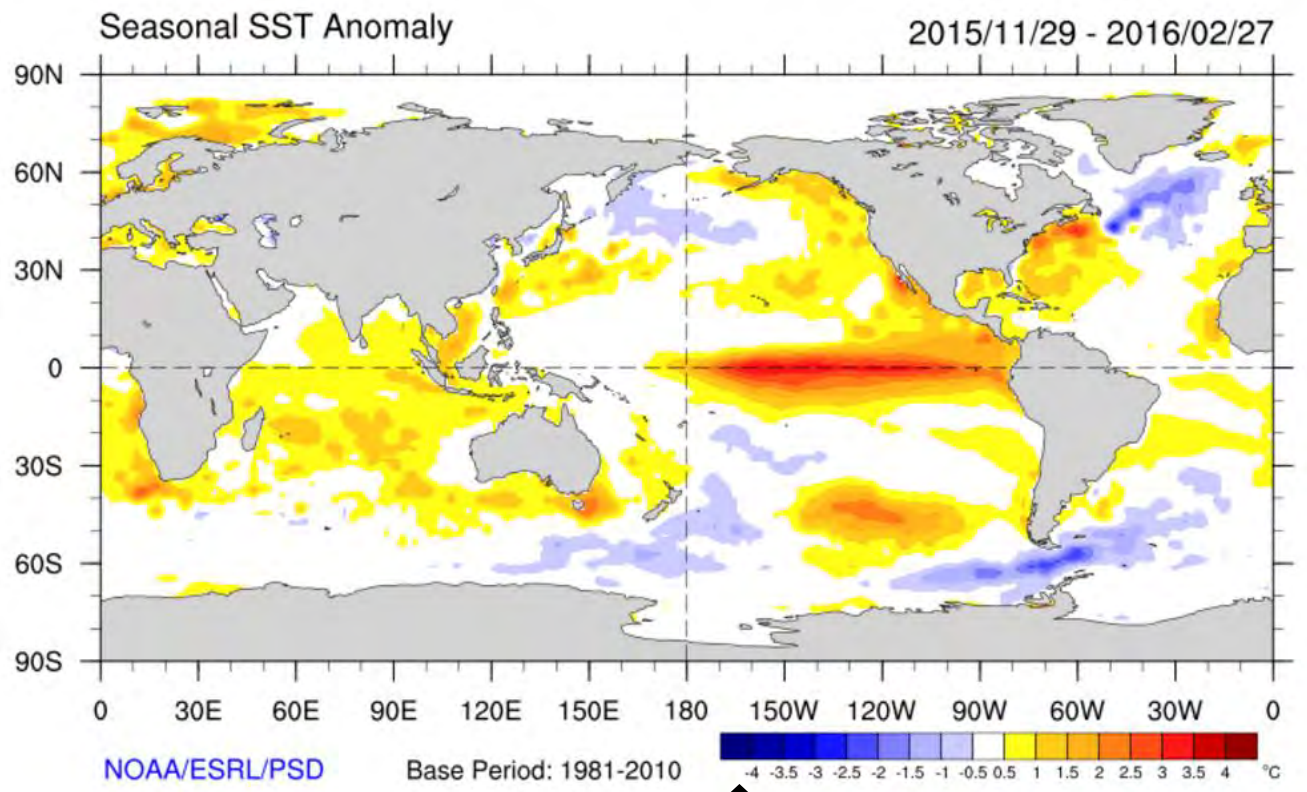 Seasonal SST Anomaly 2015/11/29 - 2016/02/27
90N
60N
30N
0
30S
60S
90S
0 30E 60E 90E 120E 150E 180 150W 120W 90W 60W 30W 0
NOAA/ESRL/PSD Base Period: 1981-2010
-4 -3.5 -3 -2.5 -2 -1.5 -1 -0.5 0.5 1 1.5 2 2.5 3 3.5 4 °C